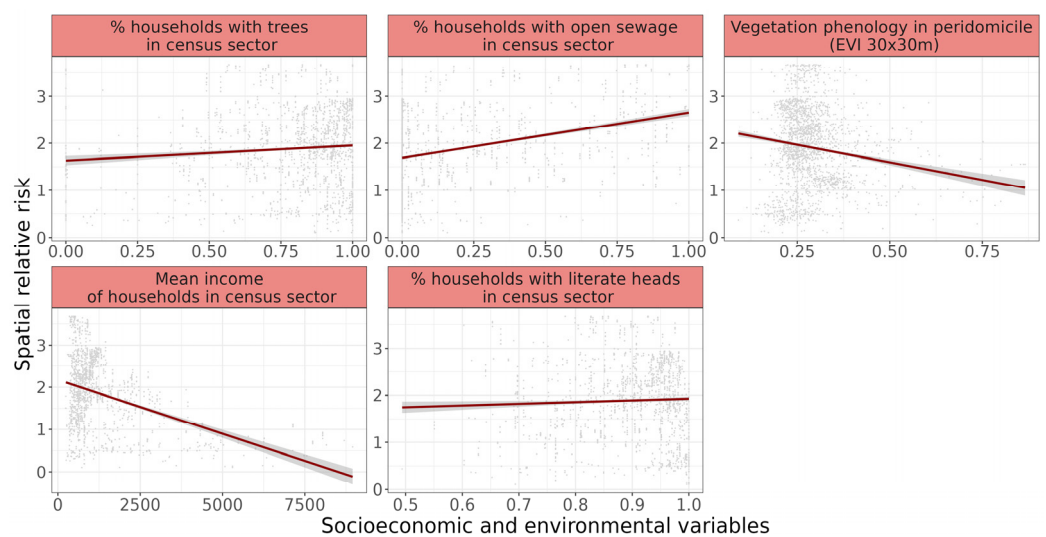 % households with trees
in census sector
% households with open sewage
in census sector
Vegetation phenology in peridomicile
(EVI 30x30m)
3
2
1
0
0.00 0.25 0.50 0.75 1.00
3
2
1
0
0.00 0.25 0.50 0.75 1.00
3
2
1
0
0.25 0.50 0.75
Spatial relative risk
Mean income
of households in census sector
% households with literate heads
in census sector
3
2
1
0
0 2500 5000 7500
3
2
1
0
0.5 0.6 0.7 0.8 0.9 1.0
Socioeconomic and environmental variables